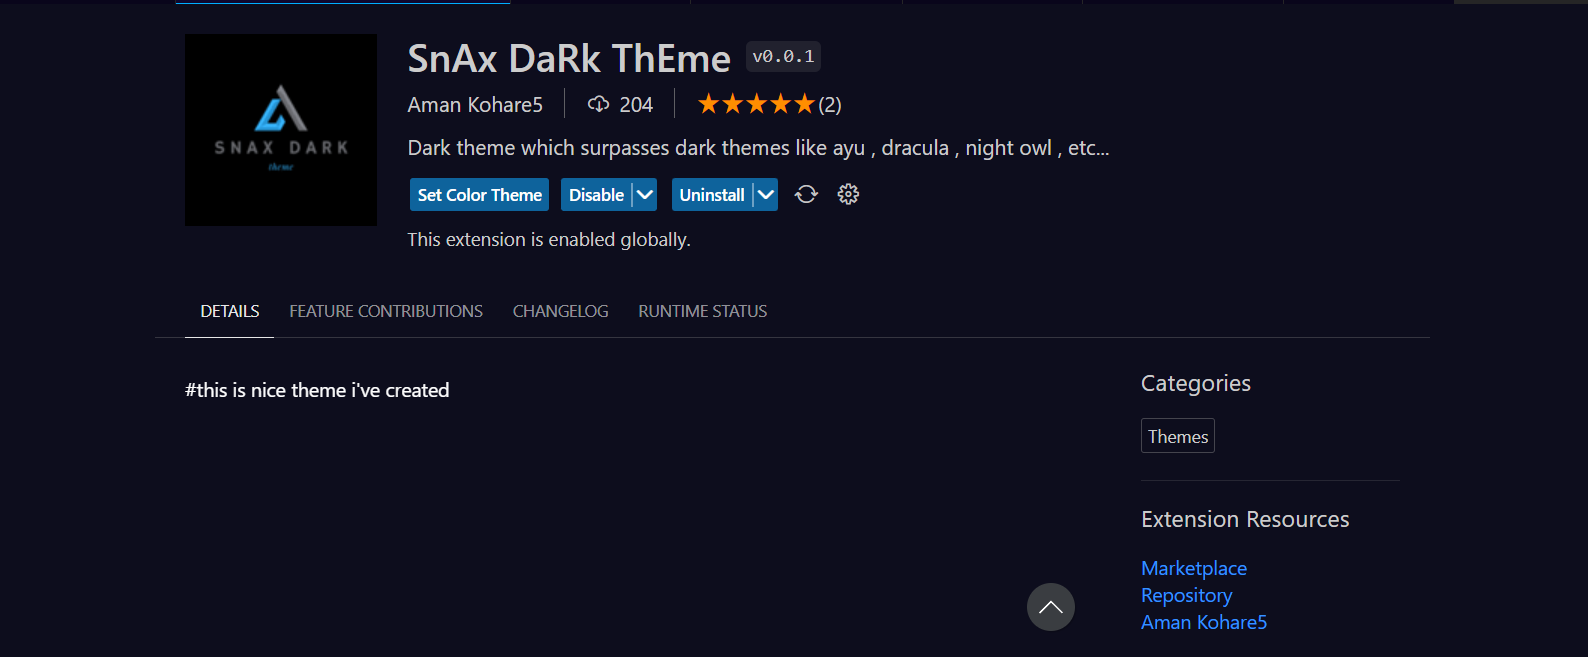 SNAX DARK
theme
SnAx DaRk ThEme v0.0.1
Aman Kohare5 204 (2)
Dark theme which surpasses dark themes like ayu , dracula , night owl , etc...
Set Color Theme Disable Uninstall
This extension is enabled globally.
DETAILS FEATURE CONTRIBUTIONS CHANGELOG RUNTIME STATUS
#this is nice theme i've created
Categories
Themes
Extension Resources
Marketplace
Repository
Aman Kohare5